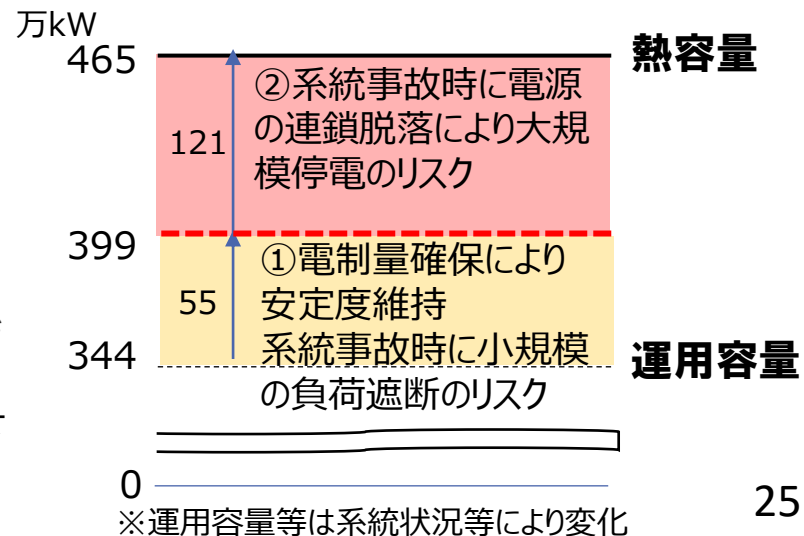 万kW
465
熱容量
②系統事故時に電源
の連鎖脱落により大規
模停電のリスク
121
399
①電制量確保により
安定度維持
系統事故時に小規模
の負荷遮断のリスク
55
344
運用容量
0
※運用容量等は系統状況等により変化
25